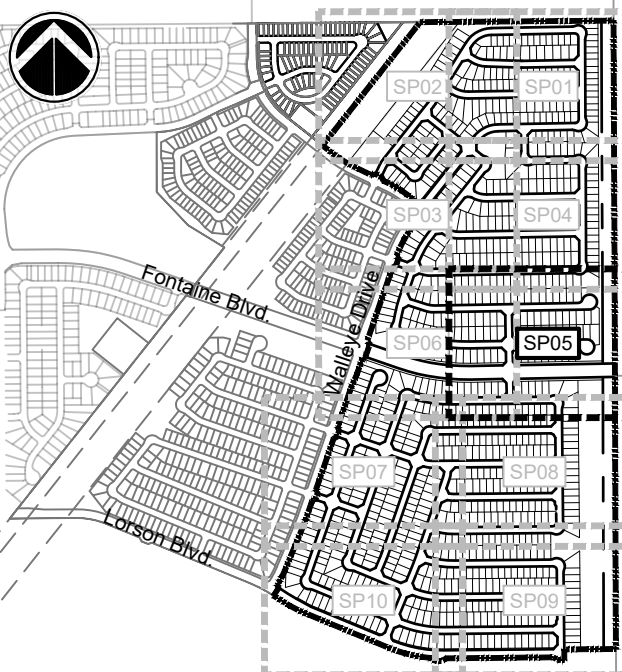 SP02
SP01
SP03
SP04
Fontaine Blvd.
Walleye Drive
SP06
SP05
SP07
SP08
Lorson Blvd.
SP10
SP09